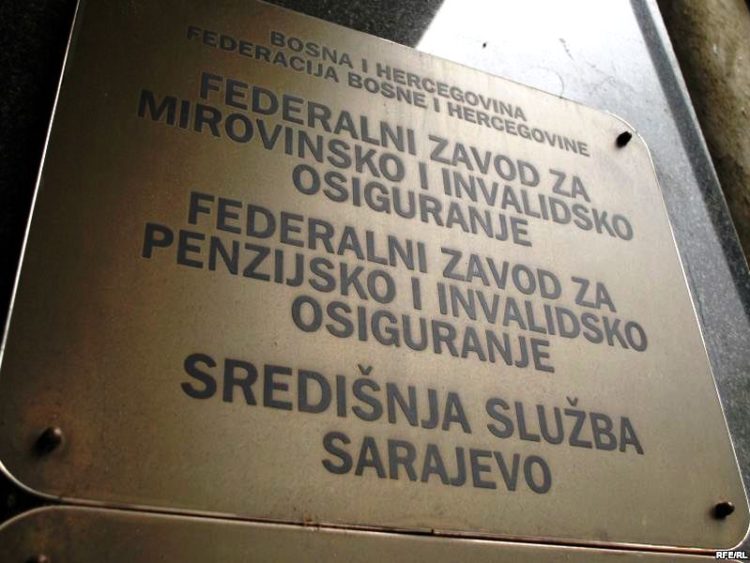 BOSNA I HERCEGOVINA
FEDERACIJA BOSNE I HERCEGOVINE
FEDERALNI ZAVOD ZA
MIROVINSKO I INVALIDSKO
OSIGURANJE
FEDERALNI ZAVOD ZA
PENZIJSKO I INVALIDSKO
OSIGURANJE
SREDIŠNJA SLUŽBA
SARAJEVO
RFE/RL